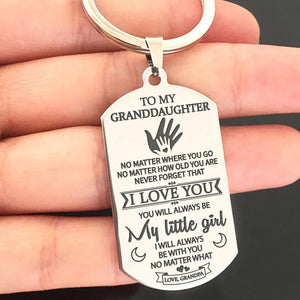 TO MY
GRANDDAUGHTER
NO MATTER WHERE YOU GO
NO MATTER HOW OLD YOU ARE
NEVER FORGET THAT
I LOVE YOU
YOU WILL ALWAYS BE
My little girl
I WILL ALWAYS
BE WITH YOU
NO MATTER WHAT
LOVE, GRANDPA